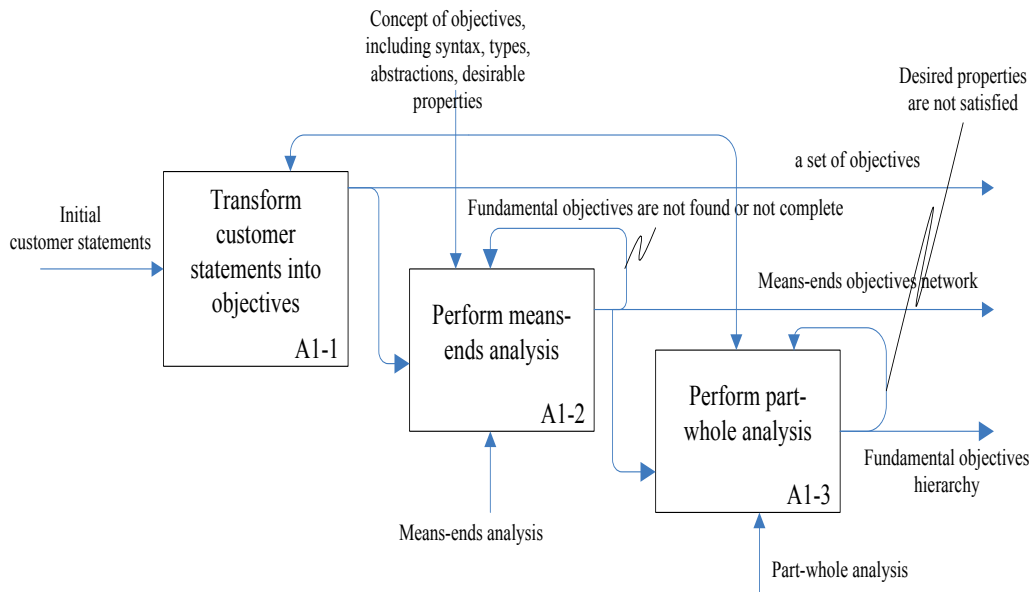 Concept of objectives,
including syntax, types,
abstractions, desirable
properties
Desired properties
are not satisfied
a set of objectives
Initial
customer statements
Transform
customer
statements into
objectives
A1-1
Fundamental objectives are not found or not complete
Means-ends objectives network
Perform means-
ends analysis
A1-2
Perform part-
whole analysis
A1-3
Fundamental objectives
hierarchy
Means-ends analysis
Part-whole analysis